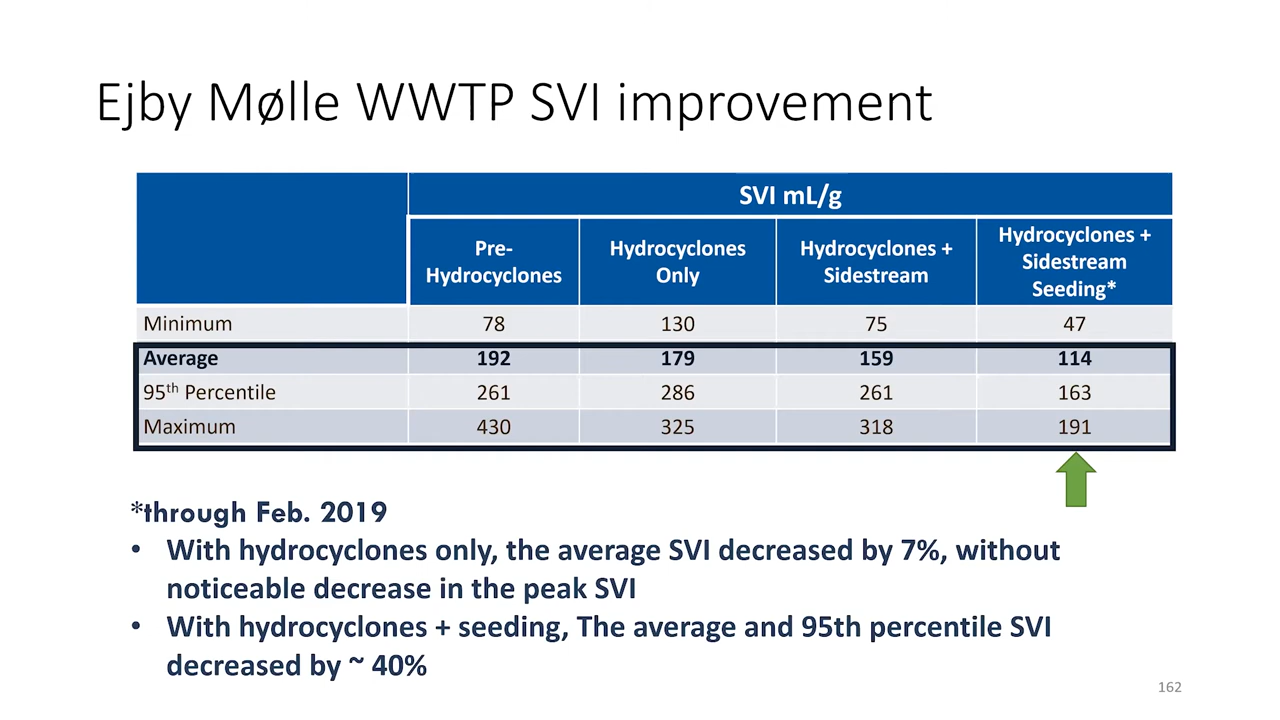 Ejby Mølle WWTP SVI improvement
SVI mL/g
Pre-
Hydrocyclones
Hydrocyclones
Only
Hydrocyclones +
Sidestream
Hydrocyclones +
Sidestream
Seeding*
Minimum 78 130 75 47
Average 192 179 159 114
95th Percentile 261 286 261 163
Maximum 430 325 318 191
*through Feb. 2019
• With hydrocyclones only, the average SVI decreased by 7%, without
noticeable decrease in the peak SVI
• With hydrocyclones + seeding, The average and 95th percentile SVI
decreased by ~ 40%
162